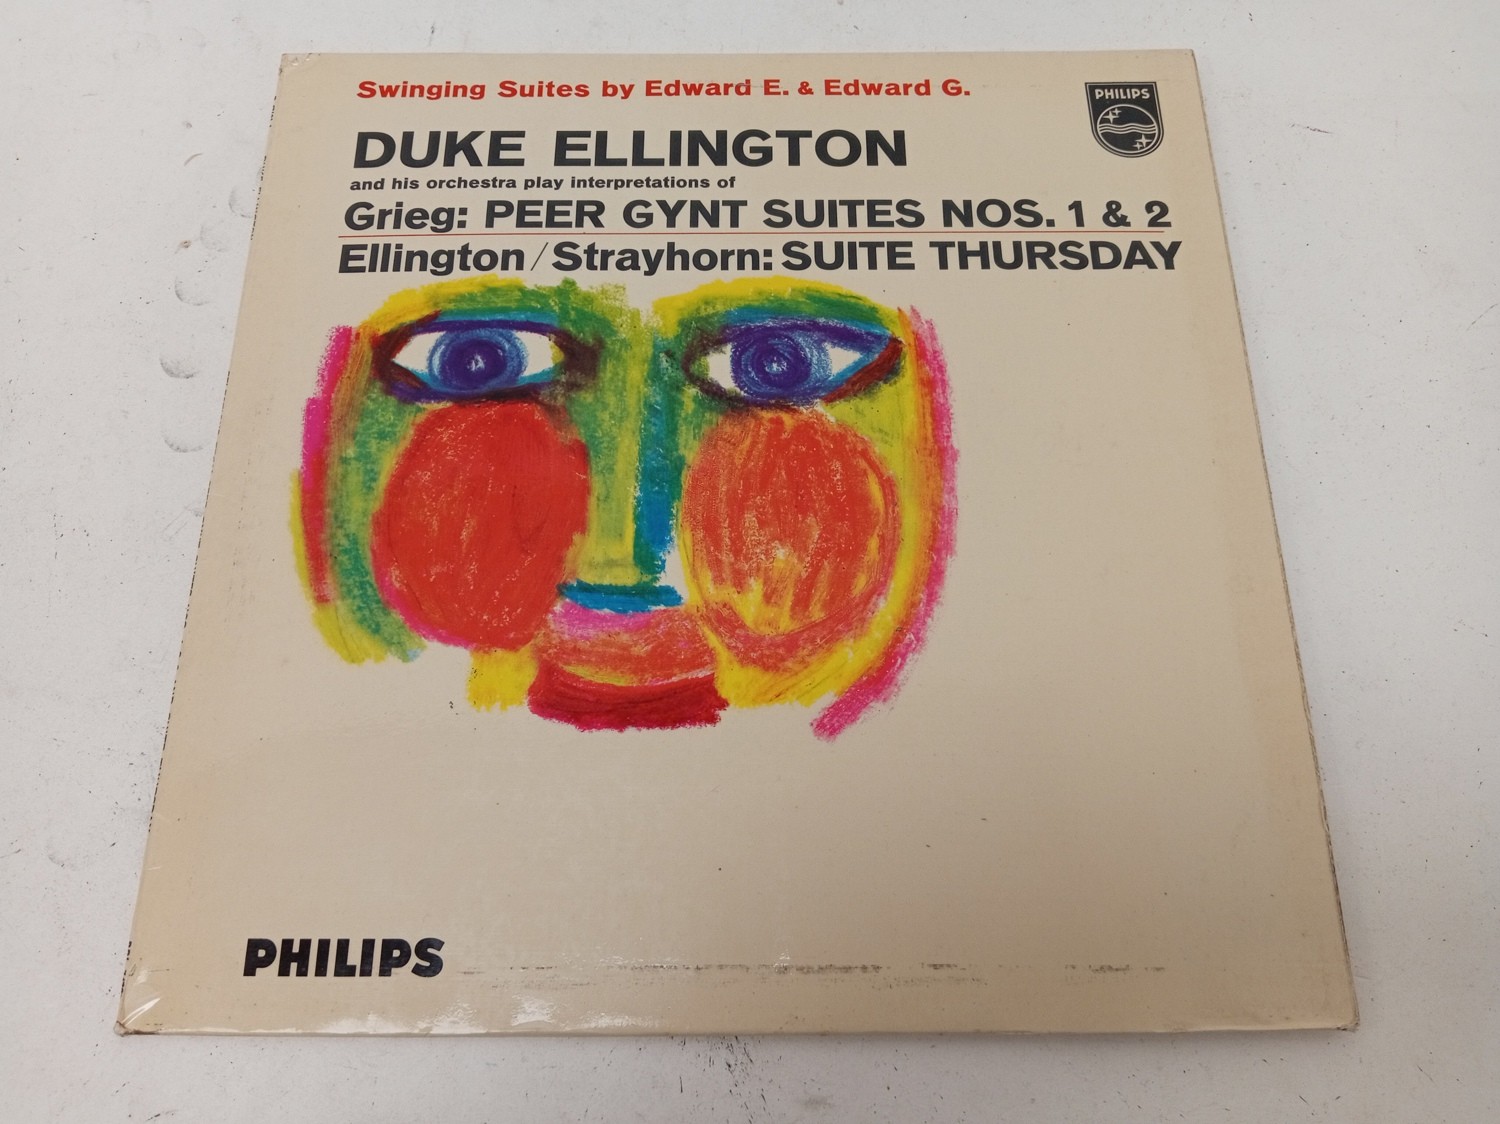 Swinging Suites by Edward E. & Edward G.
PHILIPS
DUKE ELLINGTON
and his orchestra play interpretations of
Grieg: PEER GYNT SUITES NOS. 1 & 2
Ellington/Strayhorn: SUITE THURSDAY
PHILIPS